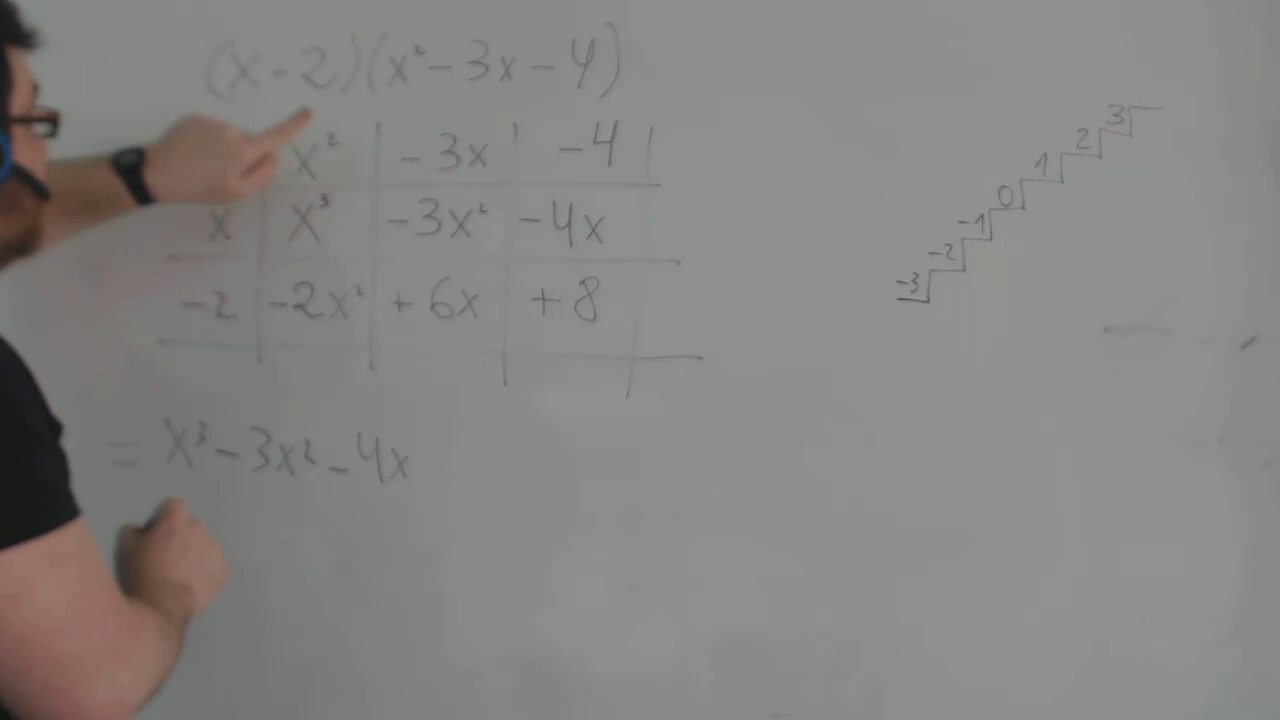 (x-2)(x²-3x-4)
x² -3x -4
x x³ -3x² -4x
-2 -2x² +6x +8
= x³-3x²-4x
3
2
1
0
-1
-2
-3